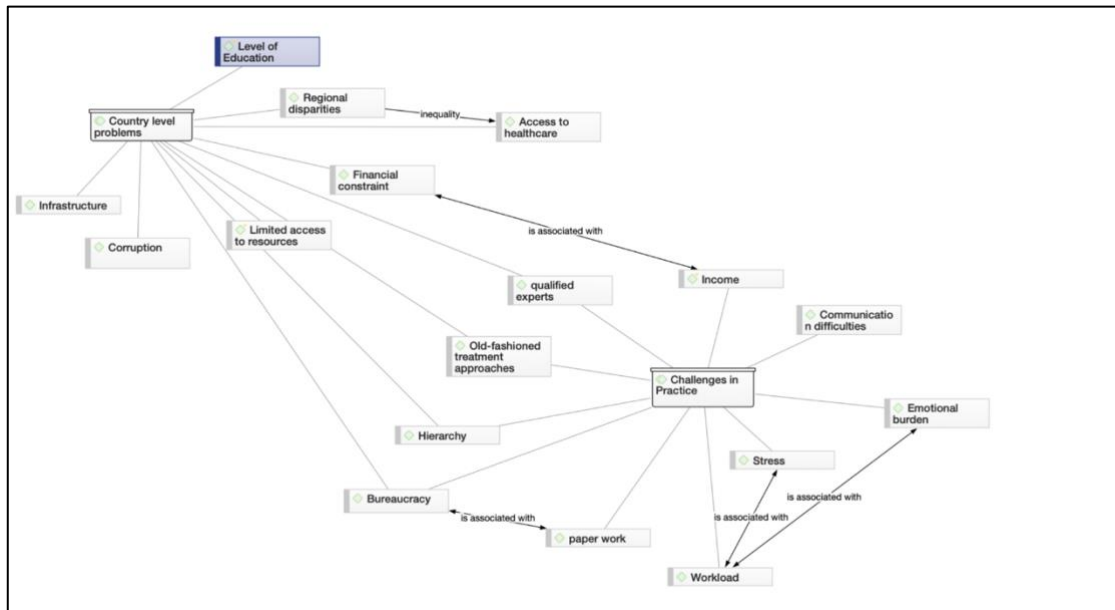 Level of
Education
Regional
disparities
inequality
Country level
problems
Access to
healthcare
Financial
constraint
Infrastructure
Limited access
to resources
Corruption
is associated with
qualified
experts
Income
Communicatio
n difficulties
Old-fashioned
treatment
approaches
Challenges in
Practice
Emotional
burden
Hierarchy
Stress
Bureaucracy
is associated with
is associated with
is associated with
paper work
Workload